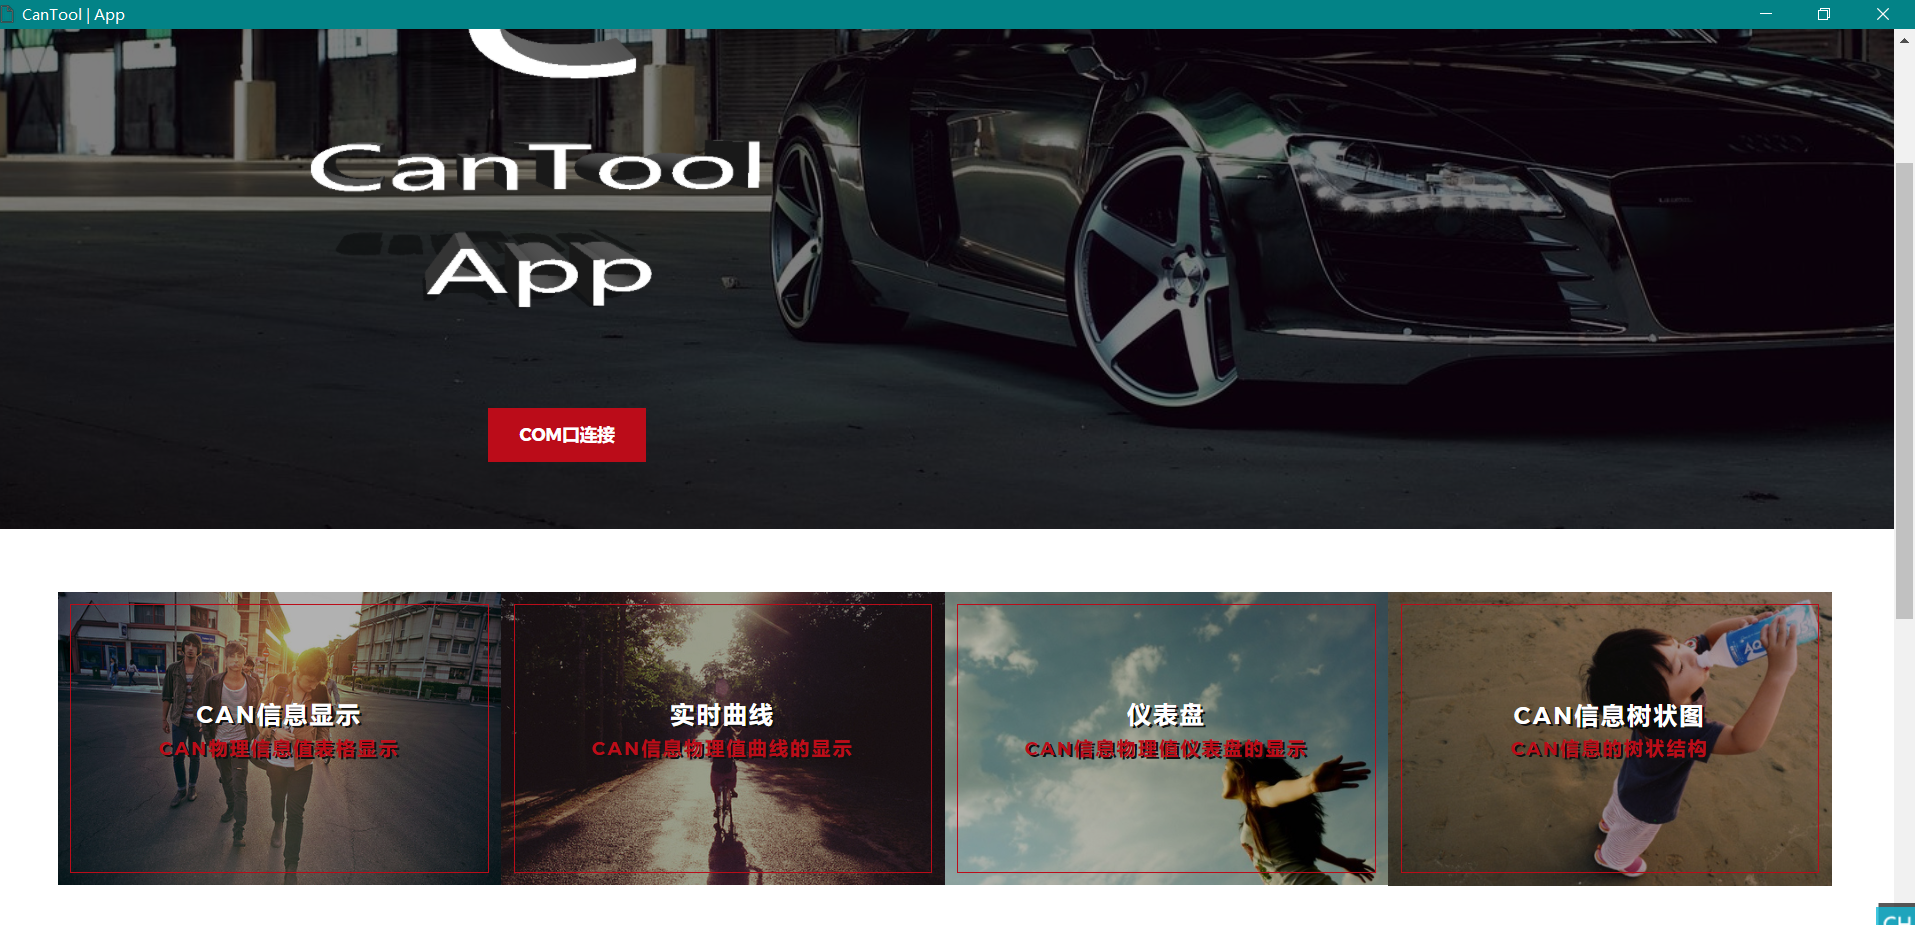 CanTool | App
C
CanTool
App
COM口连接
CAN信息显示
CAN物理信息值表格显示
实时曲线
CAN信息物理值曲线的显示
仪表盘
CAN信息物理值仪表盘的显示
CAN信息树状图
CAN信息的树状结构
AQ
CH